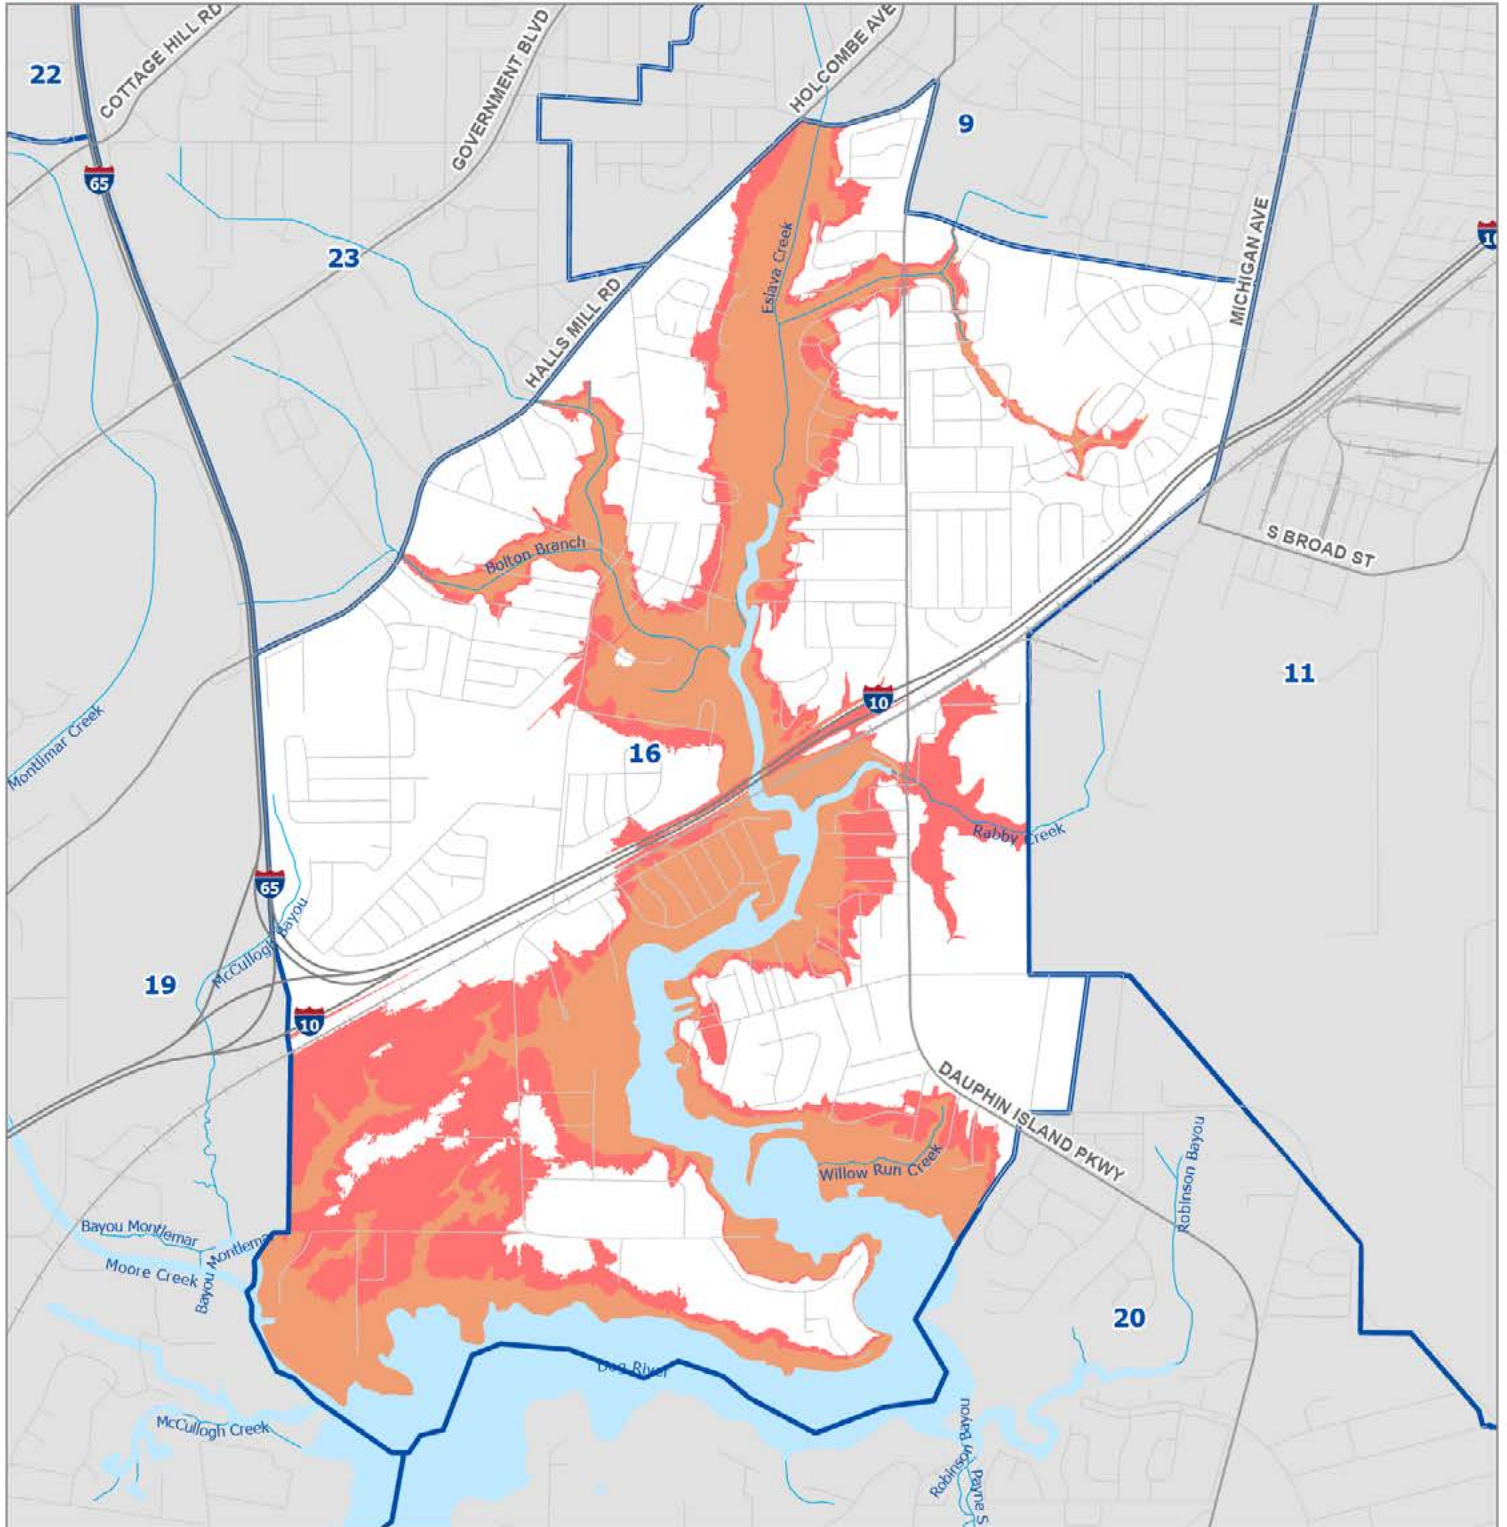 22
COTTAGE HILL RD
GOVERNMENT BLVD
HOLCOMBE AVE
9
65
23
MICHIGAN AVE
10
Eslava Creek
HALLS MILL RD
S BROAD ST
Bolton Branch
11
10
Montlimar Creek
16
Rabby Creek
65
McCullogh Bayou
19
10
DAUPHIN ISLAND PKWY
Willow Run Creek
Robinson Bayou
Bayou Montlemar
Bayou Montlemar
Moore Creek
20
Dog River
McCullogh Creek
Robinson Bayou
Payne S